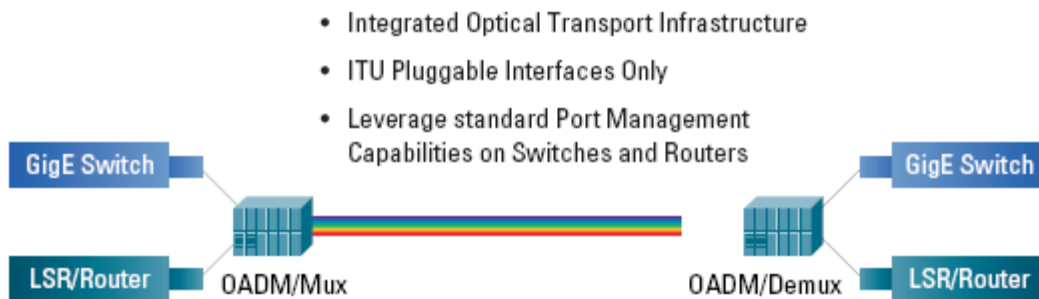 • Integrated Optical Transport Infrastructure
• ITU Pluggable Interfaces Only
• Leverage standard Port Management
Capabilities on Switches and Routers
GigE Switch
GigE Switch
LSR/Router
OADM/Mux
OADM/Demux
LSR/Router